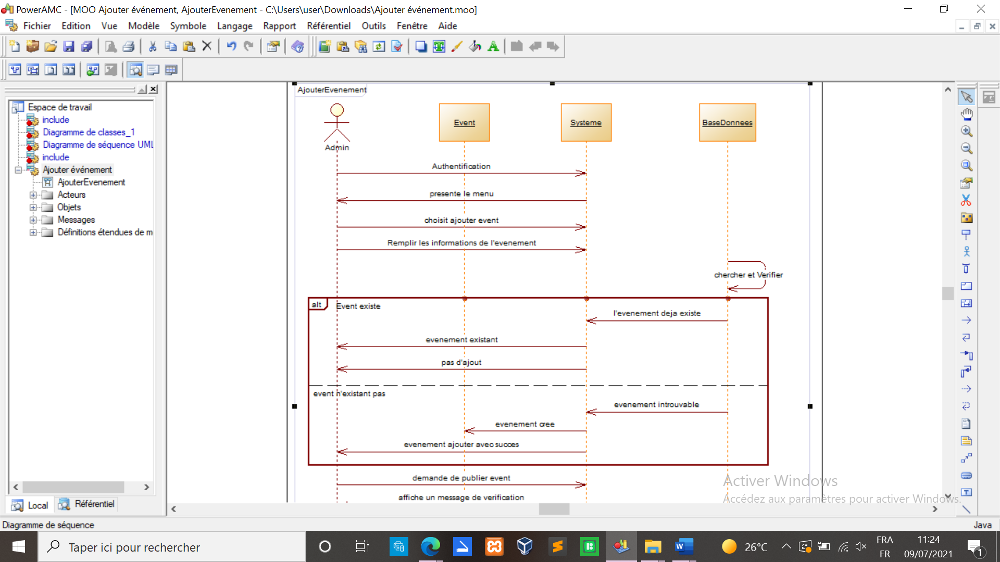 PowerAMC - [MOO Ajouter événement, AjouterEvenement - C:\Users\user\Downloads\Ajouter événement.moo]
Fichier Edition Vue Modèle Symbole Langage Rapport Référentiel Outils Fenêtre Aide
Espace de travail
include
Diagramme de classes_1
Diagramme de séquence UML
include
Ajouter événement
AjouterEvenement
Acteurs
Objets
Messages
Définitions étendues de m
Local Référentiel
AjouterEvenement
Admin
Event
Systeme
BaseDonnees
Authentification
presente le menu
choisit ajouter event
Remplir les informations de l'evenement
chercher et Verifier
alt Event existe
l'evenement deja existe
evenement existant
pas d'ajout
event n'existant pas
evenement introuvable
evenement cree
evenement ajouter avec succes
demande de publier event
affiche un message de verification
Activer Windows
Accédez aux paramètres pour activer Windows.
Diagramme de séquence
Java
Taper ici pour rechercher
26°C
FRA
FR
11:24
09/07/2021
1